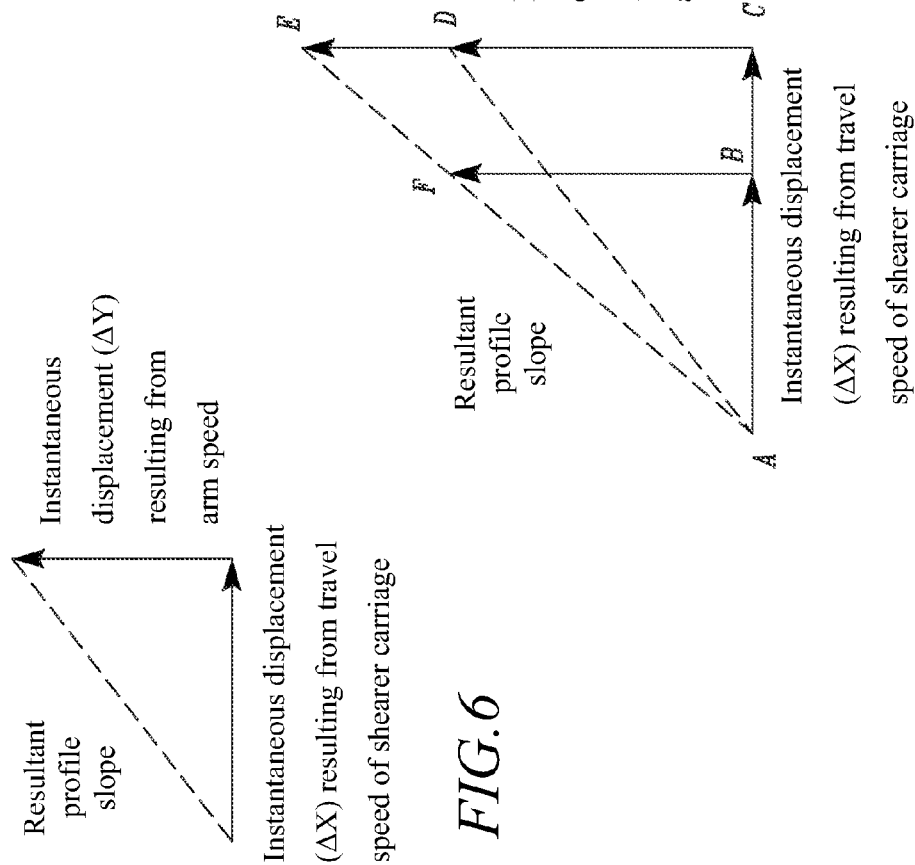 Resultant
profile
slope
Instantaneous
displacement (ΔY)
resulting from
arm speed
Instantaneous displacement
(ΔX) resulting from travel
speed of shearer carriage
FIG.6
Resultant
profile
slope
A
B
C
D
E
F
Instantaneous displacement
(ΔX) resulting from travel
speed of shearer carriage